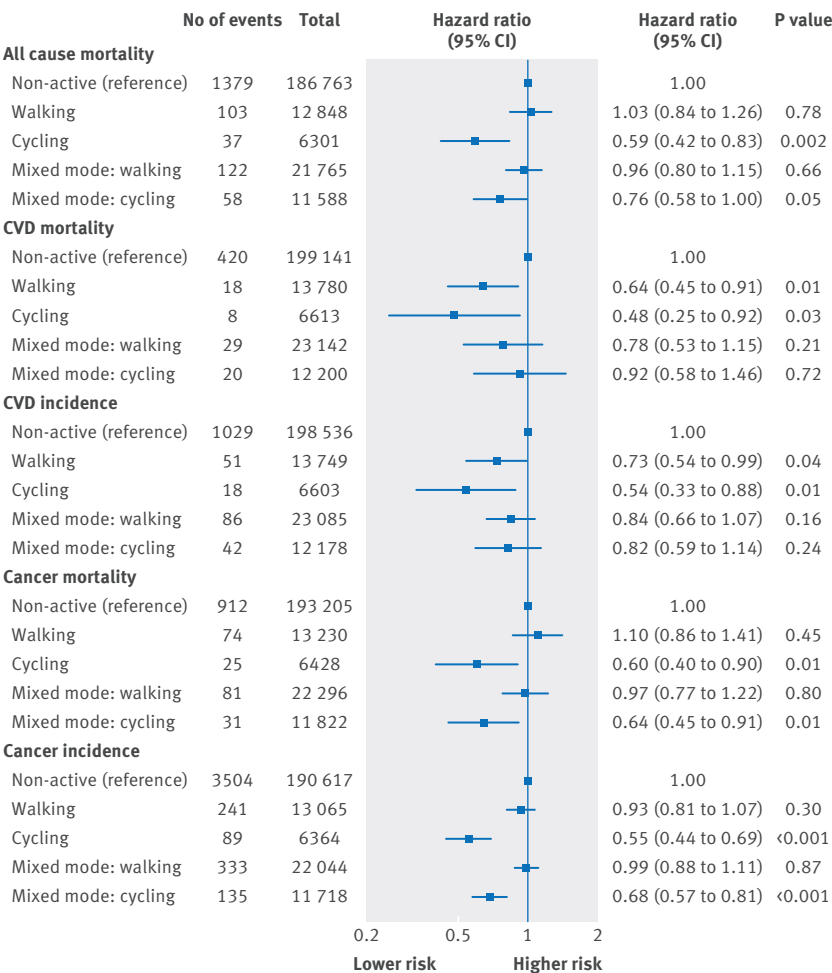 No of events Total Hazard ratio (95% CI) Hazard ratio (95% CI) P value
All cause mortality
Non-active (reference) 1379 186 763 1.00
Walking 103 12 848 1.03 (0.84 to 1.26) 0.78
Cycling 37 6301 0.59 (0.42 to 0.83) 0.002
Mixed mode: walking 122 21 765 0.96 (0.80 to 1.15) 0.66
Mixed mode: cycling 58 11 588 0.76 (0.58 to 1.00) 0.05
CVD mortality
Non-active (reference) 420 199 141 1.00
Walking 18 13 780 0.64 (0.45 to 0.91) 0.01
Cycling 8 6613 0.48 (0.25 to 0.92) 0.03
Mixed mode: walking 29 23 142 0.78 (0.53 to 1.15) 0.21
Mixed mode: cycling 20 12 200 0.92 (0.58 to 1.46) 0.72
CVD incidence
Non-active (reference) 1029 198 536 1.00
Walking 51 13 749 0.73 (0.54 to 0.99) 0.04
Cycling 18 6603 0.54 (0.33 to 0.88) 0.01
Mixed mode: walking 86 23 085 0.84 (0.66 to 1.07) 0.16
Mixed mode: cycling 42 12 178 0.82 (0.59 to 1.14) 0.24
Cancer mortality
Non-active (reference) 912 193 205 1.00
Walking 74 13 230 1.10 (0.86 to 1.41) 0.45
Cycling 25 6428 0.60 (0.40 to 0.90) 0.01
Mixed mode: walking 81 22 296 0.97 (0.77 to 1.22) 0.80
Mixed mode: cycling 31 11 822 0.64 (0.45 to 0.91) 0.01
Cancer incidence
Non-active (reference) 3504 190 617 1.00
Walking 241 13 065 0.93 (0.81 to 1.07) 0.30
Cycling 89 6364 0.55 (0.44 to 0.69) <0.001
Mixed mode: walking 333 22 044 0.99 (0.88 to 1.11) 0.87
Mixed mode: cycling 135 11 718 0.68 (0.57 to 0.81) <0.001
0.2 0.5 1 2
Lower risk Higher risk